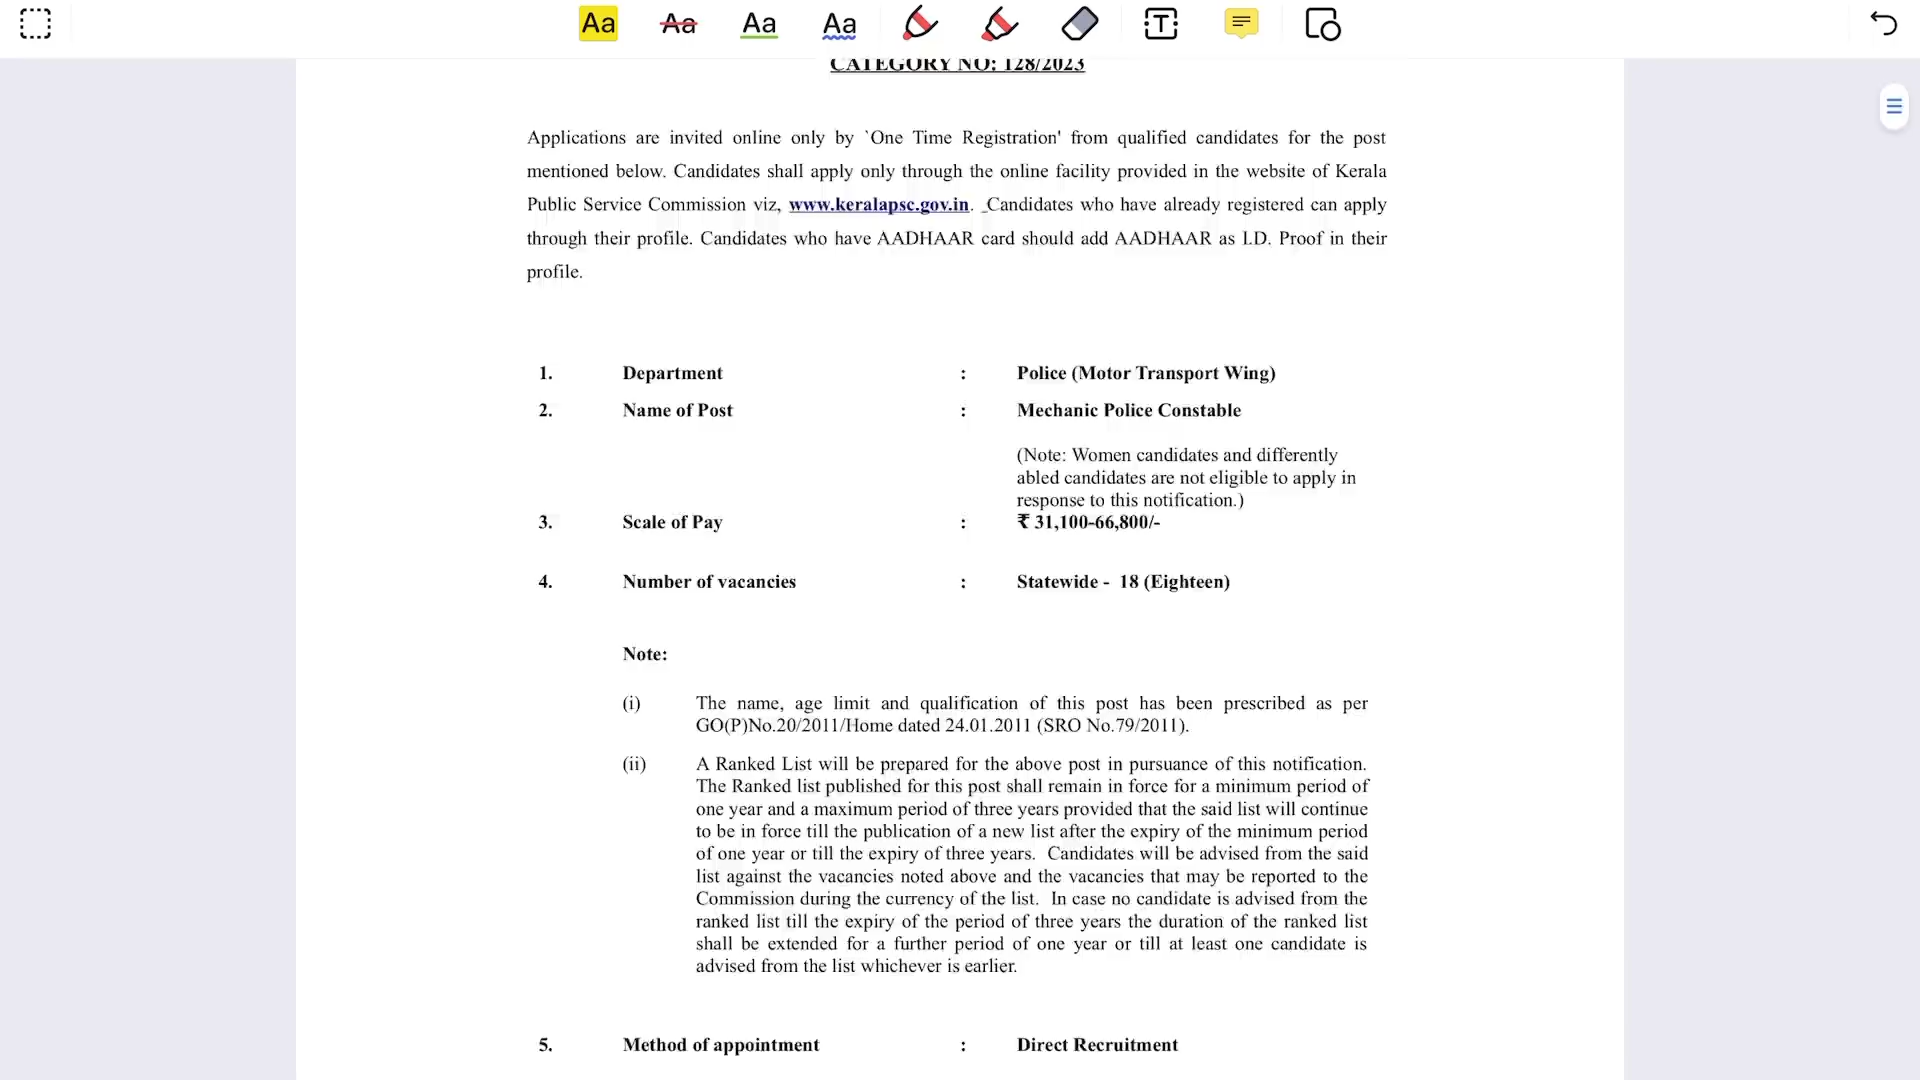 Aa Aa Aa Aa T
CATEGORY NO: 128/2023
Applications are invited online only by `One Time Registration' from qualified candidates for the post
mentioned below. Candidates shall apply only through the online facility provided in the website of Kerala
Public Service Commission viz, www.keralapsc.gov.in. Candidates who have already registered can apply
through their profile. Candidates who have AADHAAR card should add AADHAAR as I.D. Proof in their
profile.
1. Department : Police (Motor Transport Wing)
2. Name of Post : Mechanic Police Constable
(Note: Women candidates and differently
abled candidates are not eligible to apply in
response to this notification.)
3. Scale of Pay : ₹ 31,100-66,800/-
4. Number of vacancies : Statewide - 18 (Eighteen)
Note:
(i) The name, age limit and qualification of this post has been prescribed as per
GO(P)No.20/2011/Home dated 24.01.2011 (SRO No.79/2011).
(ii) A Ranked List will be prepared for the above post in pursuance of this notification.
The Ranked list published for this post shall remain in force for a minimum period of
one year and a maximum period of three years provided that the said list will continue
to be in force till the publication of a new list after the expiry of the minimum period
of one year or till the expiry of three years. Candidates will be advised from the said
list against the vacancies noted above and the vacancies that may be reported to the
Commission during the currency of the list. In case no candidate is advised from the
ranked list till the expiry of the period of three years the duration of the ranked list
shall be extended for a further period of one year or till at least one candidate is
advised from the list whichever is earlier.
5. Method of appointment : Direct Recruitment